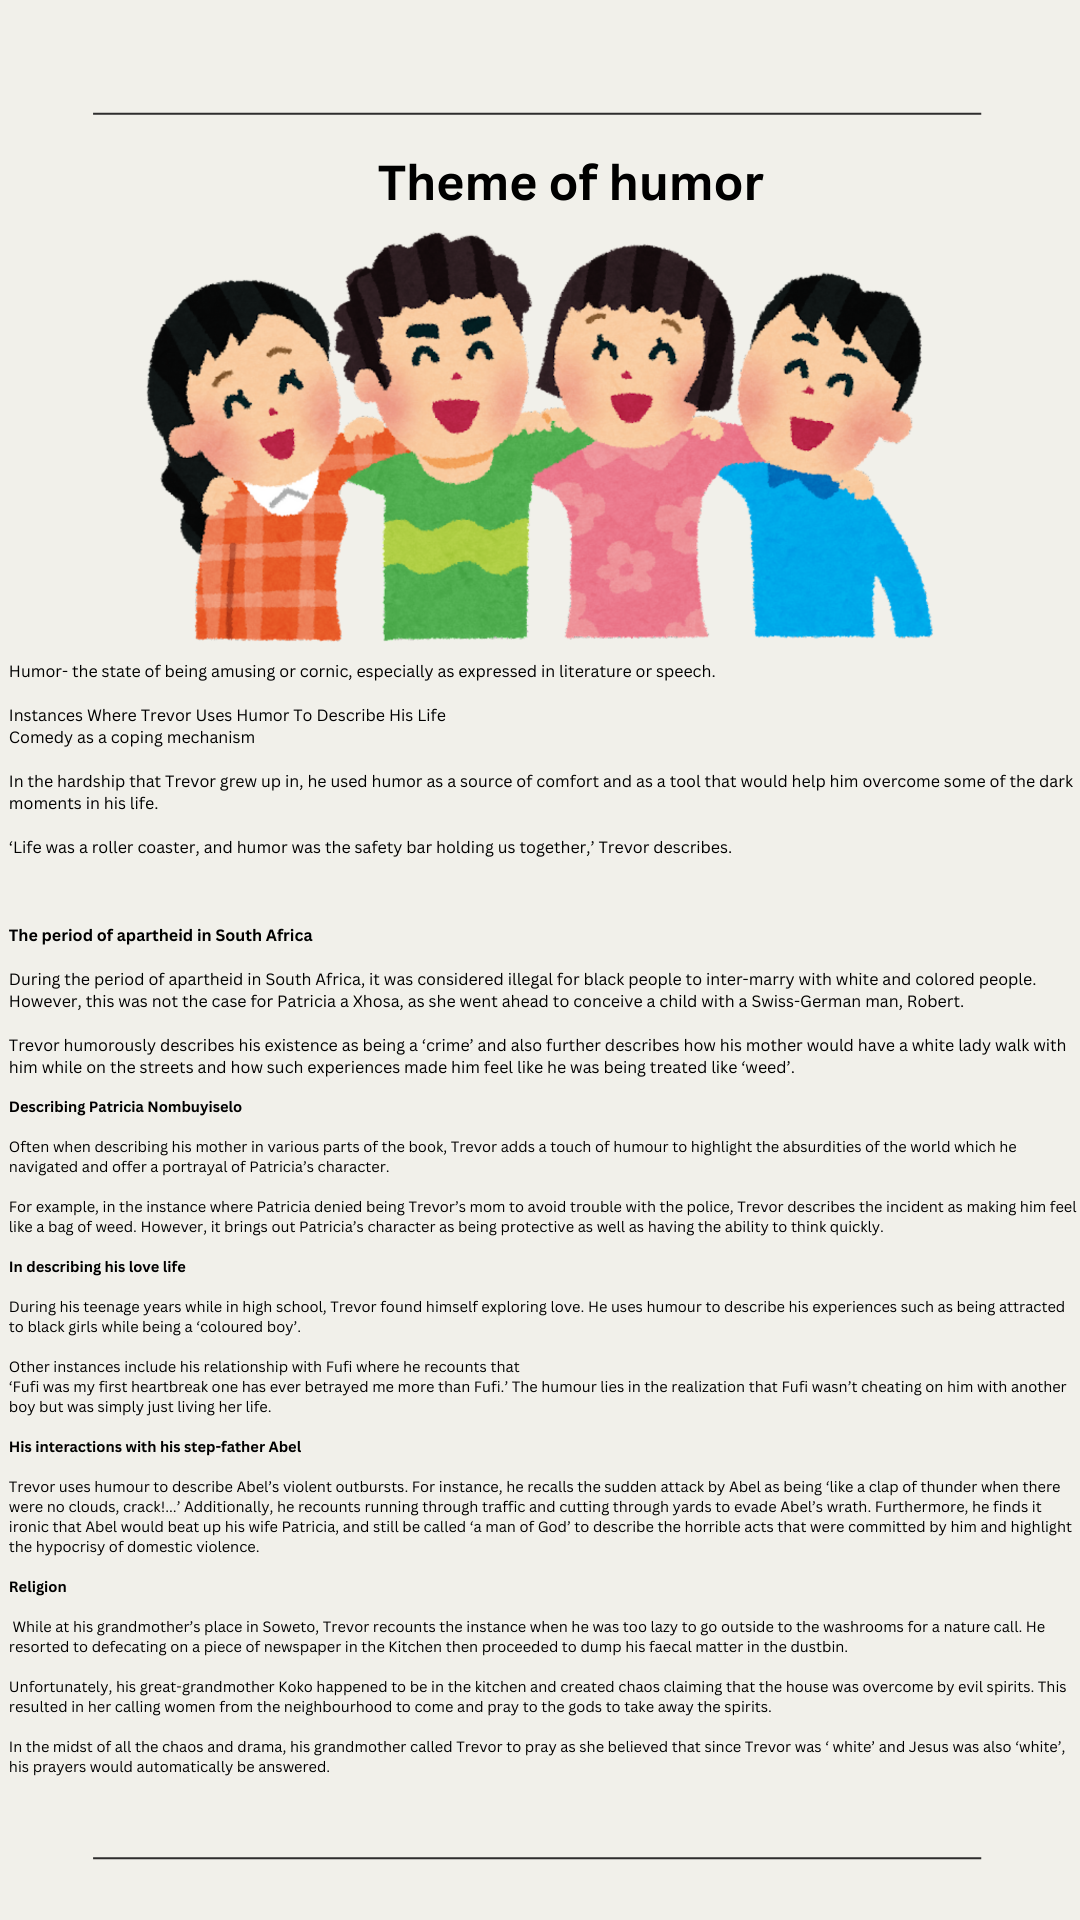 Theme of humor
Humor- the state of being amusing or cornic, especially as expressed in literature or speech.
Instances Where Trevor Uses Humor To Describe His Life
Comedy as a coping mechanism
In the hardship that Trevor grew up in, he used humor as a source of comfort and as a tool that would help him overcome some of the dark
moments in his life.
‘Life was a roller coaster, and humor was the safety bar holding us together,’ Trevor describes.
The period of apartheid in South Africa
During the period of apartheid in South Africa, it was considered illegal for black people to inter-marry with white and colored people.
However, this was not the case for Patricia a Xhosa, as she went ahead to conceive a child with a Swiss-German man, Robert.
Trevor humorously describes his existence as being a ‘crime’ and also further describes how his mother would have a white lady walk with
him while on the streets and how such experiences made him feel like he was being treated like ‘weed’.
Describing Patricia Nombuyiselo
Often when describing his mother in various parts of the book, Trevor adds a touch of humour to highlight the absurdities of the world which he
navigated and offer a portrayal of Patricia’s character.
For example, in the instance where Patricia denied being Trevor’s mom to avoid trouble with the police, Trevor describes the incident as making him feel
like a bag of weed. However, it brings out Patricia’s character as being protective as well as having the ability to think quickly.
In describing his love life
During his teenage years while in high school, Trevor found himself exploring love. He uses humour to describe his experiences such as being attracted
to black girls while being a ‘coloured boy’.
Other instances include his relationship with Fufi where he recounts that
‘Fufi was my first heartbreak one has ever betrayed me more than Fufi.’ The humour lies in the realization that Fufi wasn’t cheating on him with another
boy but was simply just living her life.
His interactions with his step-father Abel
Trevor uses humour to describe Abel’s violent outbursts. For instance, he recalls the sudden attack by Abel as being ‘like a clap of thunder when there
were no clouds, crack!...’ Additionally, he recounts running through traffic and cutting through yards to evade Abel’s wrath. Furthermore, he finds it
ironic that Abel would beat up his wife Patricia, and still be called ‘a man of God’ to describe the horrible acts that were committed by him and highlight
the hypocrisy of domestic violence.
Religion
While at his grandmother’s place in Soweto, Trevor recounts the instance when he was too lazy to go outside to the washrooms for a nature call. He
resorted to defecating on a piece of newspaper in the Kitchen then proceeded to dump his faecal matter in the dustbin.
Unfortunately, his great-grandmother Koko happened to be in the kitchen and created chaos claiming that the house was overcome by evil spirits. This
resulted in her calling women from the neighbourhood to come and pray to the gods to take away the spirits.
In the midst of all the chaos and drama, his grandmother called Trevor to pray as she believed that since Trevor was ‘ white’ and Jesus was also ‘white’,
his prayers would automatically be answered.